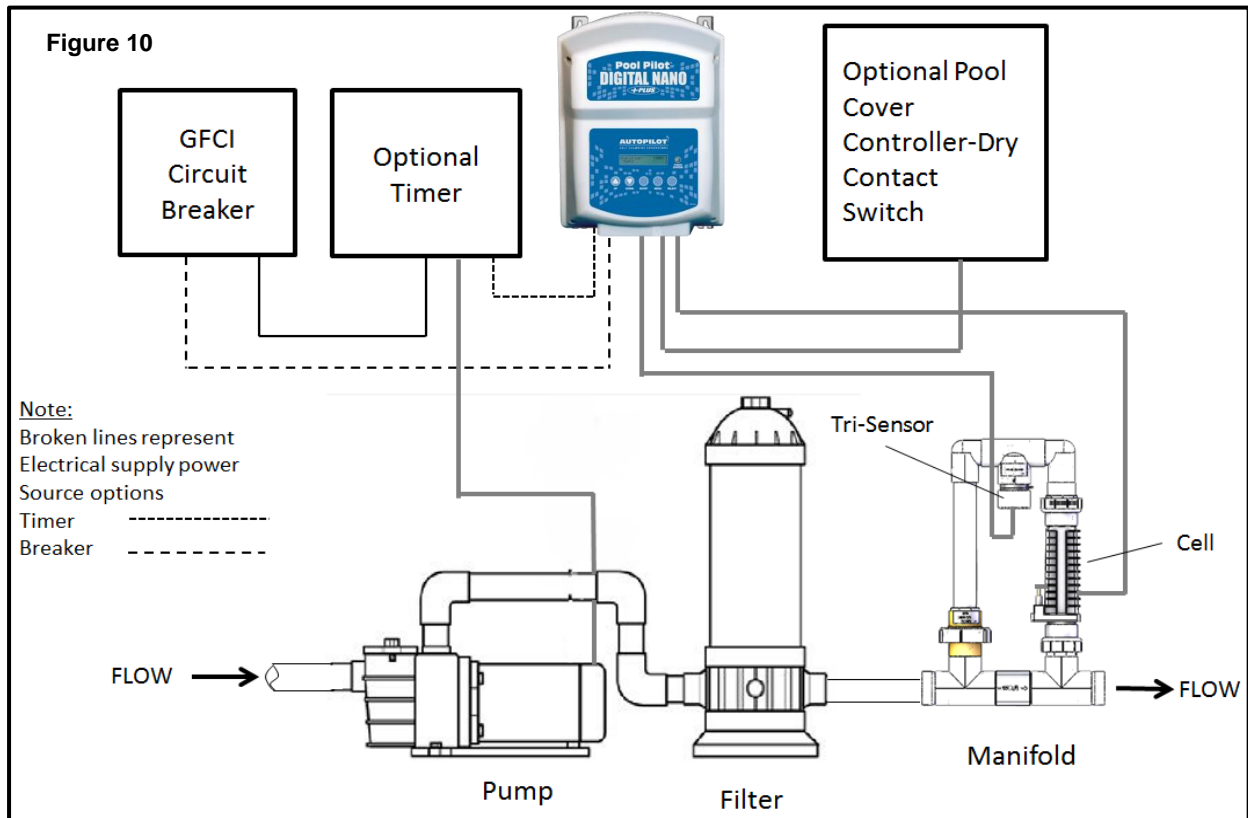 Figure 10
GFCI
Circuit
Breaker
Optional
Timer
Pool Pilot
DIGITAL NANO
+PLUS
AUTOPILOT
Optional Pool
Cover
Controller-Dry
Contact
Switch
Note:
Broken lines represent
Electrical supply power
Source options
Timer
Breaker
Tri-Sensor
Cell
FLOW
FLOW
Pump
Filter
Manifold